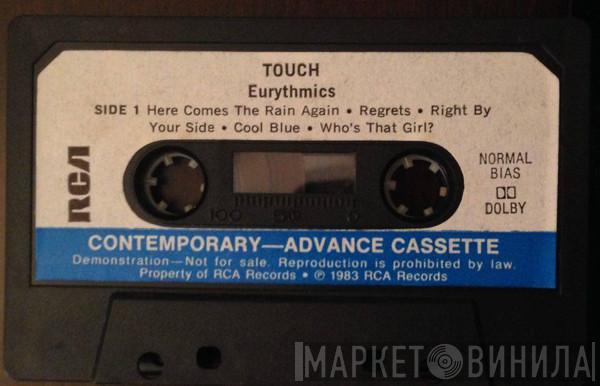 TOUCH
Eurythmics
SIDE 1 Here Comes The Rain Again • Regrets • Right By
Your Side • Cool Blue • Who's That Girl?
RCA
NORMAL
BIAS
DOLBY
100 50 0
CONTEMPORARY—ADVANCE CASSETTE
Demonstration—Not for sale. Reproduction is prohibited by law.
Property of RCA Records • ℗ 1983 RCA Records
МАРКЕТ ВИНИЛА